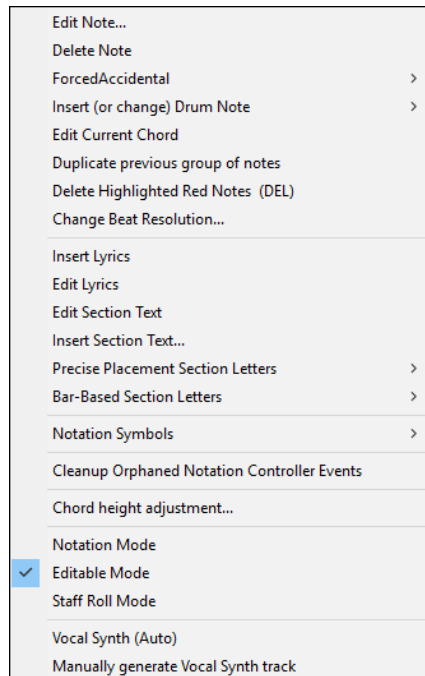 Edit Note...
Delete Note
ForcedAccidental
Insert (or change) Drum Note
Edit Current Chord
Duplicate previous group of notes
Delete Highlighted Red Notes  (DEL)
Change Beat Resolution...
Insert Lyrics
Edit Lyrics
Edit Section Text
Insert Section Text...
Precise Placement Section Letters
Bar-Based Section Letters
Notation Symbols
Cleanup Orphaned Notation Controller Events
Chord height adjustment...
Notation Mode
Editable Mode
Staff Roll Mode
Vocal Synth (Auto)
Manually generate Vocal Synth track